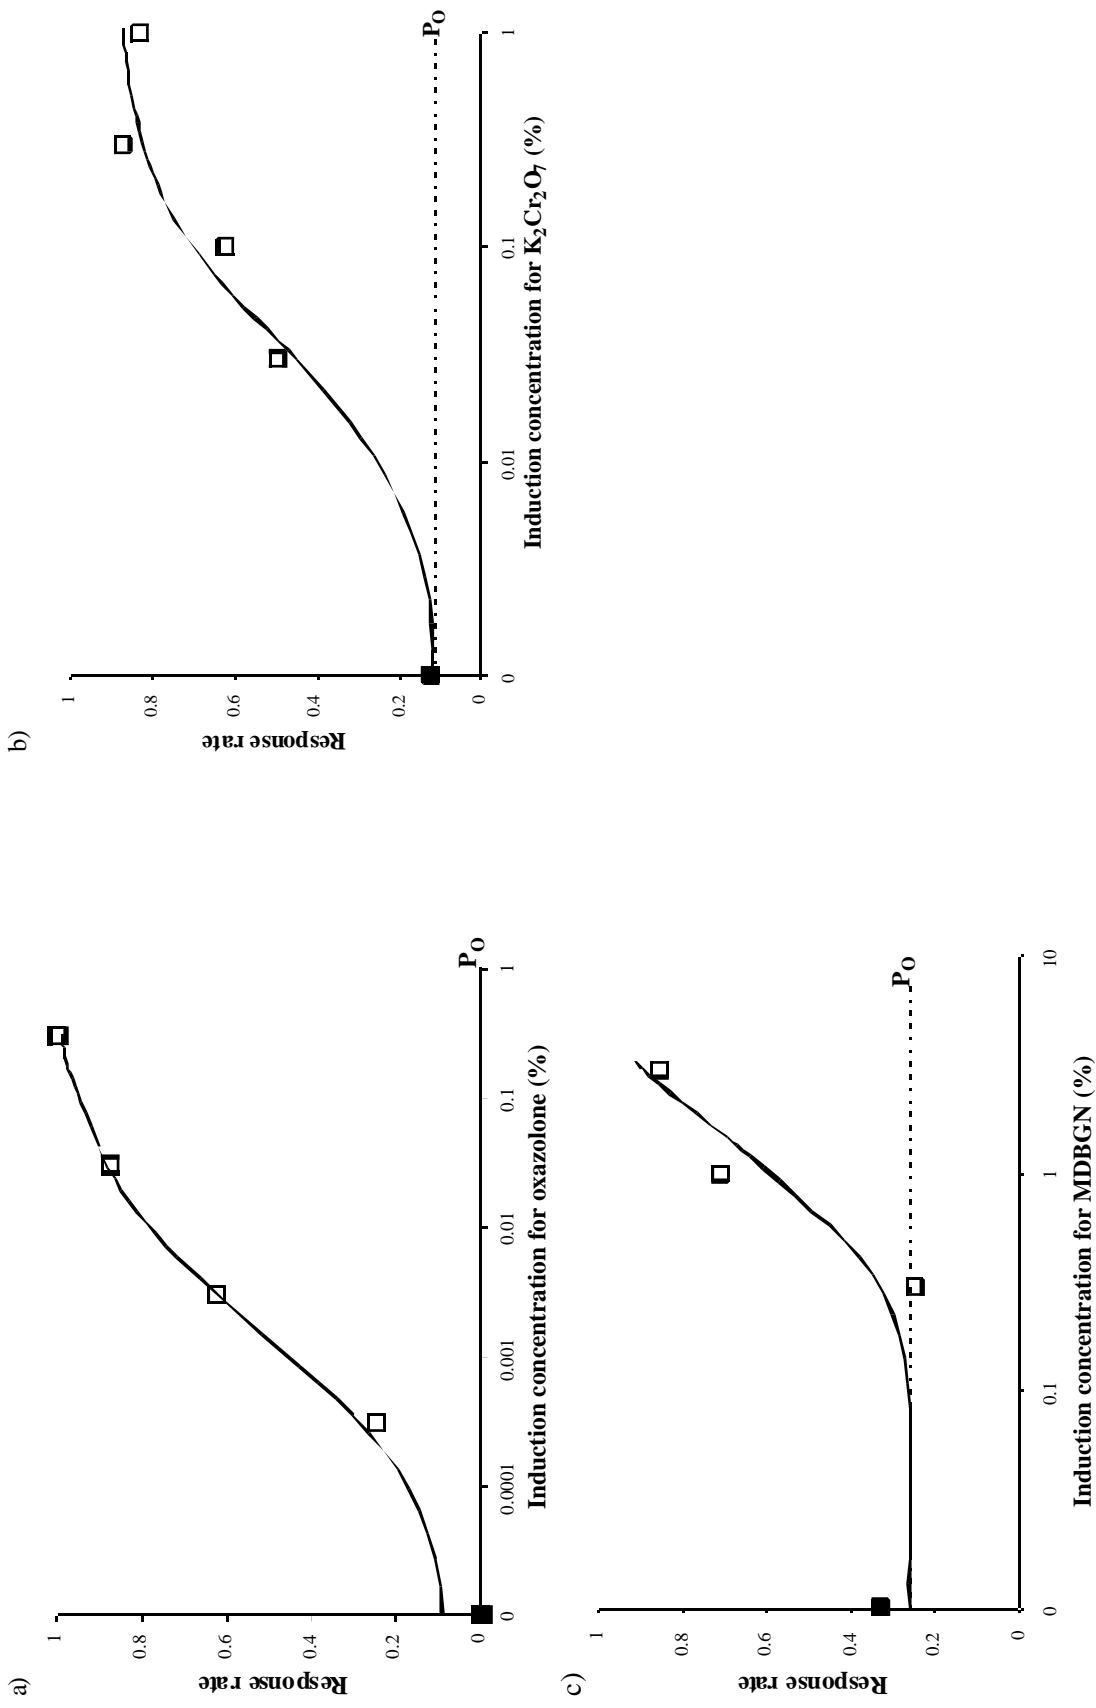 a)
Response rate
1
0.8
0.6
0.4
0.2
0
0
0.0001
0.001
0.01
0.1
1
P_O
Induction concentration for oxazolone (%)
b)
Response rate
1
0.8
0.6
0.4
0.2
0
0
0.01
0.1
1
P_O
Induction concentration for K₂Cr₂O₇ (%)
c)
Response rate
1
0.8
0.6
0.4
0.2
0
0
0.1
1
10
P_O
Induction concentration for MDBGN (%)